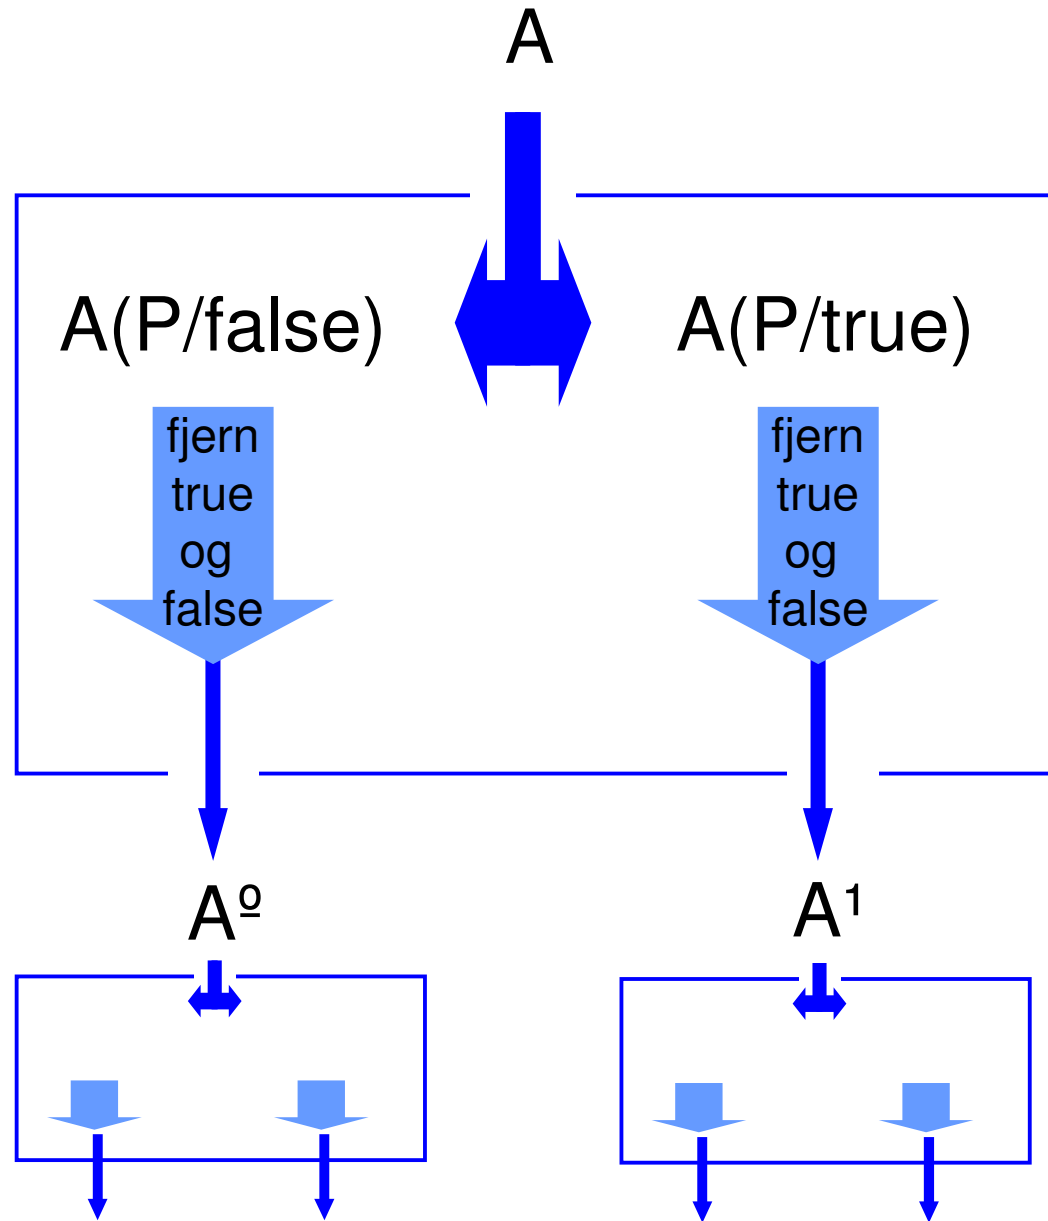 A
A(P/false)
A(P/true)
fjern
true
og
false
fjern
true
og
false
Aº
A¹